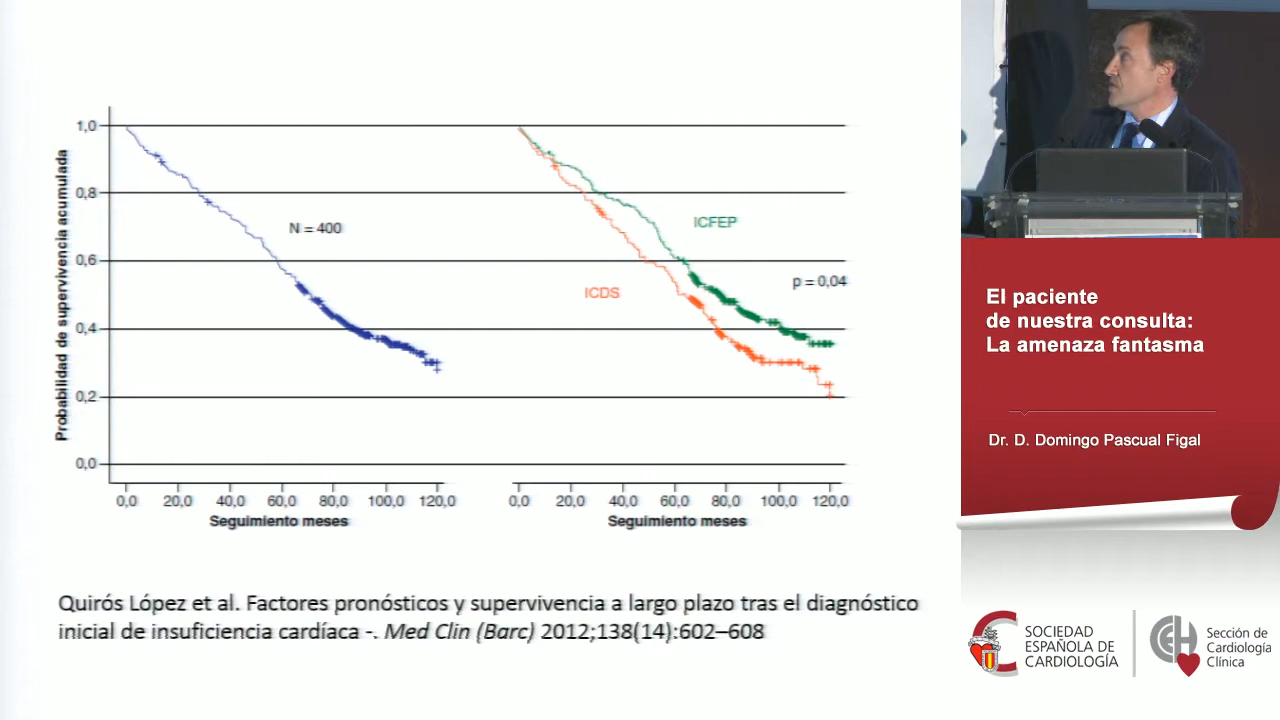 Probabilidad de supervivencia acumulada
1,0
0,8
0,6
0,4
0,2
0,0
N = 400
0,0 20,0 40,0 60,0 80,0 100,0 120,0
Seguimiento meses
ICFEP
ICDS
p = 0,04
0,0 20,0 40,0 60,0 80,0 100,0 120,0
Seguimiento meses
Quirós López et al. Factores pronósticos y supervivencia a largo plazo tras el diagnóstico
inicial de insuficiencia cardíaca -. Med Clin (Barc) 2012;138(14):602–608
El paciente
de nuestra consulta:
La amenaza fantasma
Dr. D. Domingo Pascual Figal
SOCIEDAD
ESPAÑOLA DE
CARDIOLOGÍA
Sección de
Cardiología
Clínica